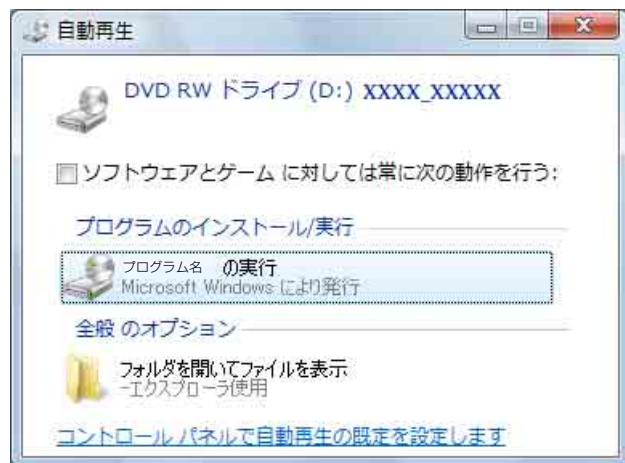 自動再生
DVD RW ドライブ (D:) XXXX_XXXXX
ソフトウェアとゲーム に対しては常に次の動作を行う:
プログラムのインストール/実行
プログラム名 の実行
Microsoft Windows により発行
全般 のオプション
フォルダを開いてファイルを表示
-エクスプローラ使用
コントロール パネルで自動再生の既定を設定します